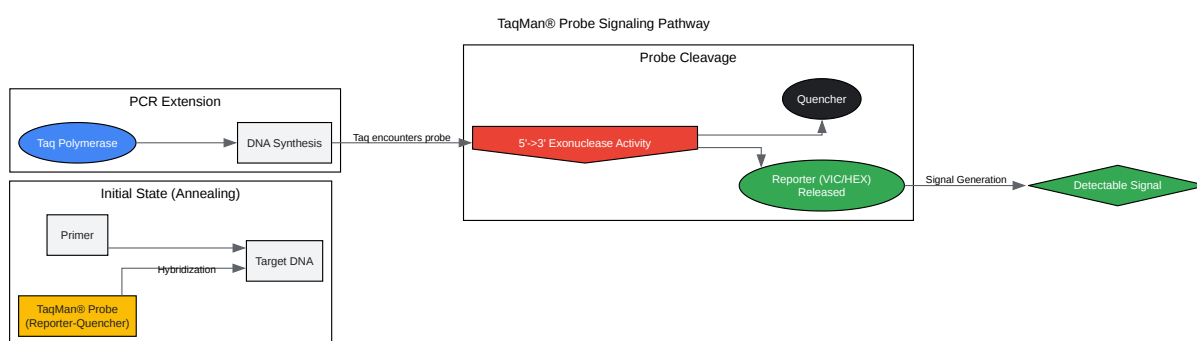 TaqMan® Probe Signaling Pathway
Probe Cleavage
PCR Extension
Quencher
Taq Polymerase
DNA Synthesis
Taq encounters probe
5'->3' Exonuclease Activity
Reporter (VIC/HEX)
Released
Signal Generation
Detectable Signal
Initial State (Annealing)
Primer
Target DNA
Hybridization
TaqMan® Probe
(Reporter-Quencher)